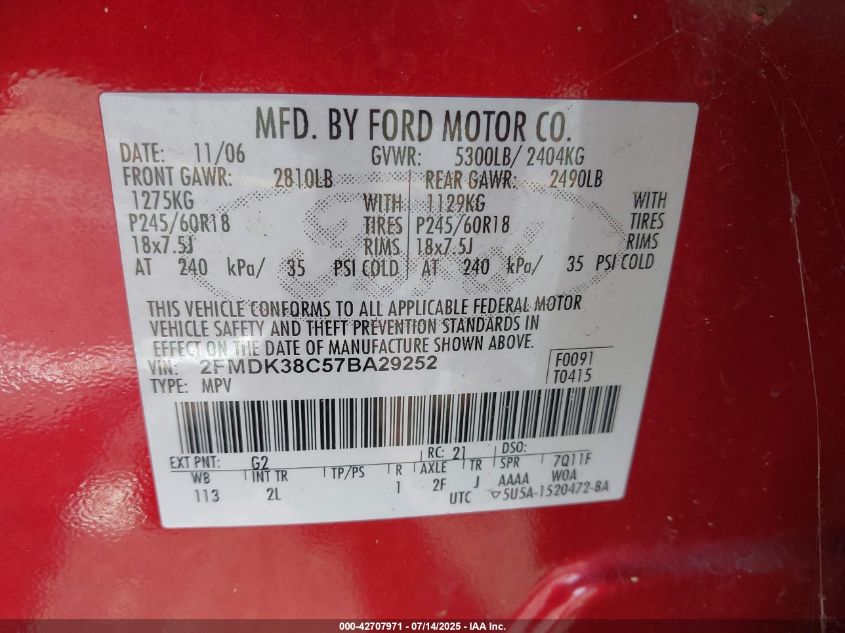 MFD. BY FORD MOTOR CO.
DATE: 11/06 GVWR: 5300LB/ 2404KG
FRONT GAWR: 2810LB REAR GAWR: 2490LB
1275KG WITH 1129KG WITH
P245/60R18 TIRES P245/60R18 TIRES
18x7.5J RIMS 18x7.5J RIMS
AT 240 kPa/ 35 PSI COLD AT 240 kPa/ 35 PSI COLD
THIS VEHICLE CONFORMS TO ALL APPLICABLE FEDERAL MOTOR
VEHICLE SAFETY AND THEFT PREVENTION STANDARDS IN
EFFECT ON THE DATE OF MANUFACTURE SHOWN ABOVE.
VIN: 2FMDK38C57BA29252 F0091
TYPE: MPV T0415
EXT PNT: G2 RC: 21 DSO:
WB INT TR TP/PS R AXLE TR SPR 7Q11F
113 2L 1 2F J AAAA WOA
UTC ▽5U5A-1520472-BA
000-42707971 - 07/14/2025 - IAA Inc.